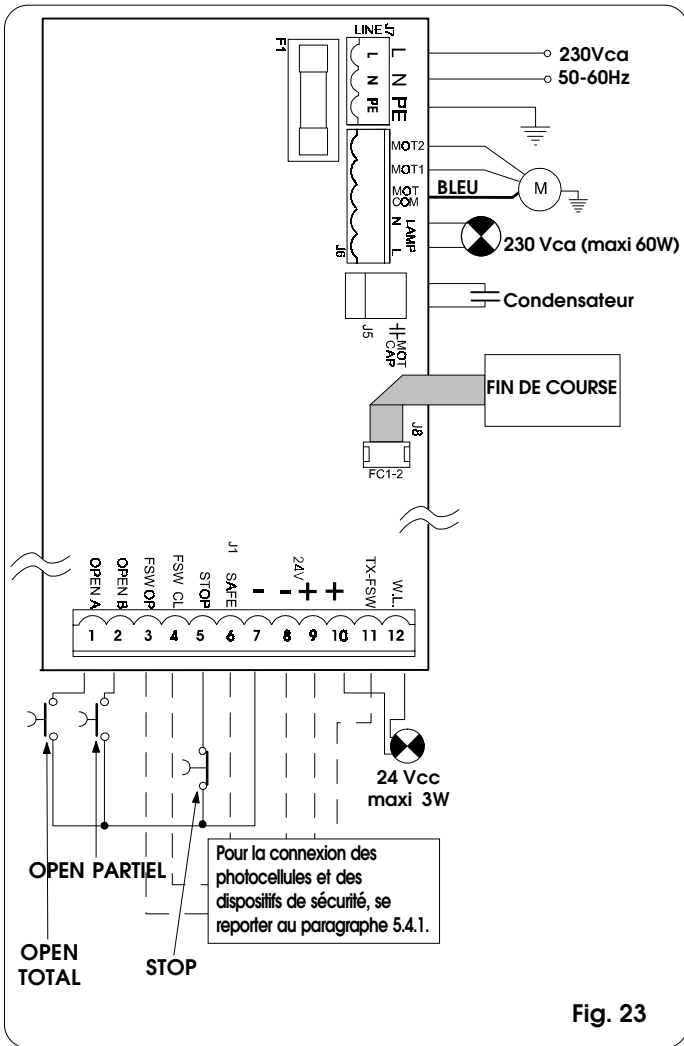 LINE
J7
F1
L
L
230Vca
N
N
50-60Hz
PE
PE
MOT2
MOT1
MOT
COM
BLEU
M
N
LAMP
L
J6
230 Vca (maxi 60W)
Condensateur
J5
MOT
CAP
FIN DE COURSE
J8
FC1-2
OPEN A
OPEN B
FSW OP
FSW CL
STOP
J1
SAFE
-
-
24V
+
+
TX-FSW
W.L.
1 2 3 4 5 6 7 8 9 10 11 12
24 Vcc
maxi 3W
OPEN PARTIEL
Pour la connexion des
photocellules et des
dispositifs de sécurité, se
reporter au paragraphe 5.4.1.
OPEN
TOTAL
STOP
Fig. 23